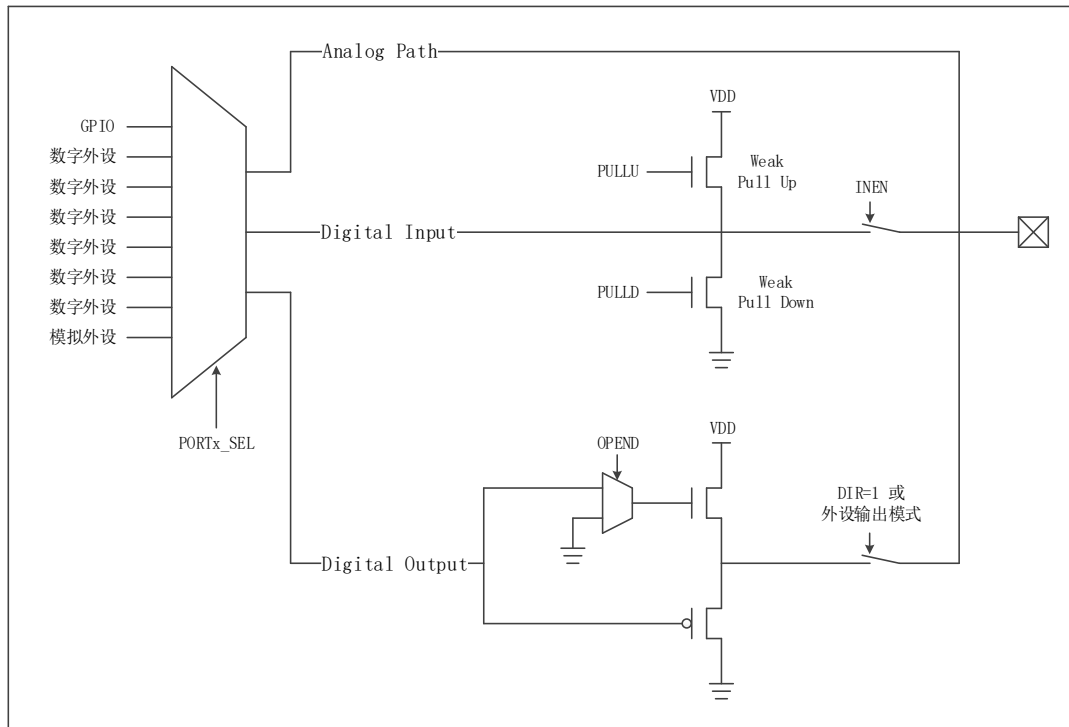 Analog Path
VDD
GPIO
数字外设
数字外设
数字外设
数字外设
数字外设
数字外设
模拟外设
PORTx_SEL
PULLU
Weak
Pull Up
INEN
Digital Input
PULLD
Weak
Pull Down
VDD
OPEND
DIR=1 或
外设输出模式
Digital Output